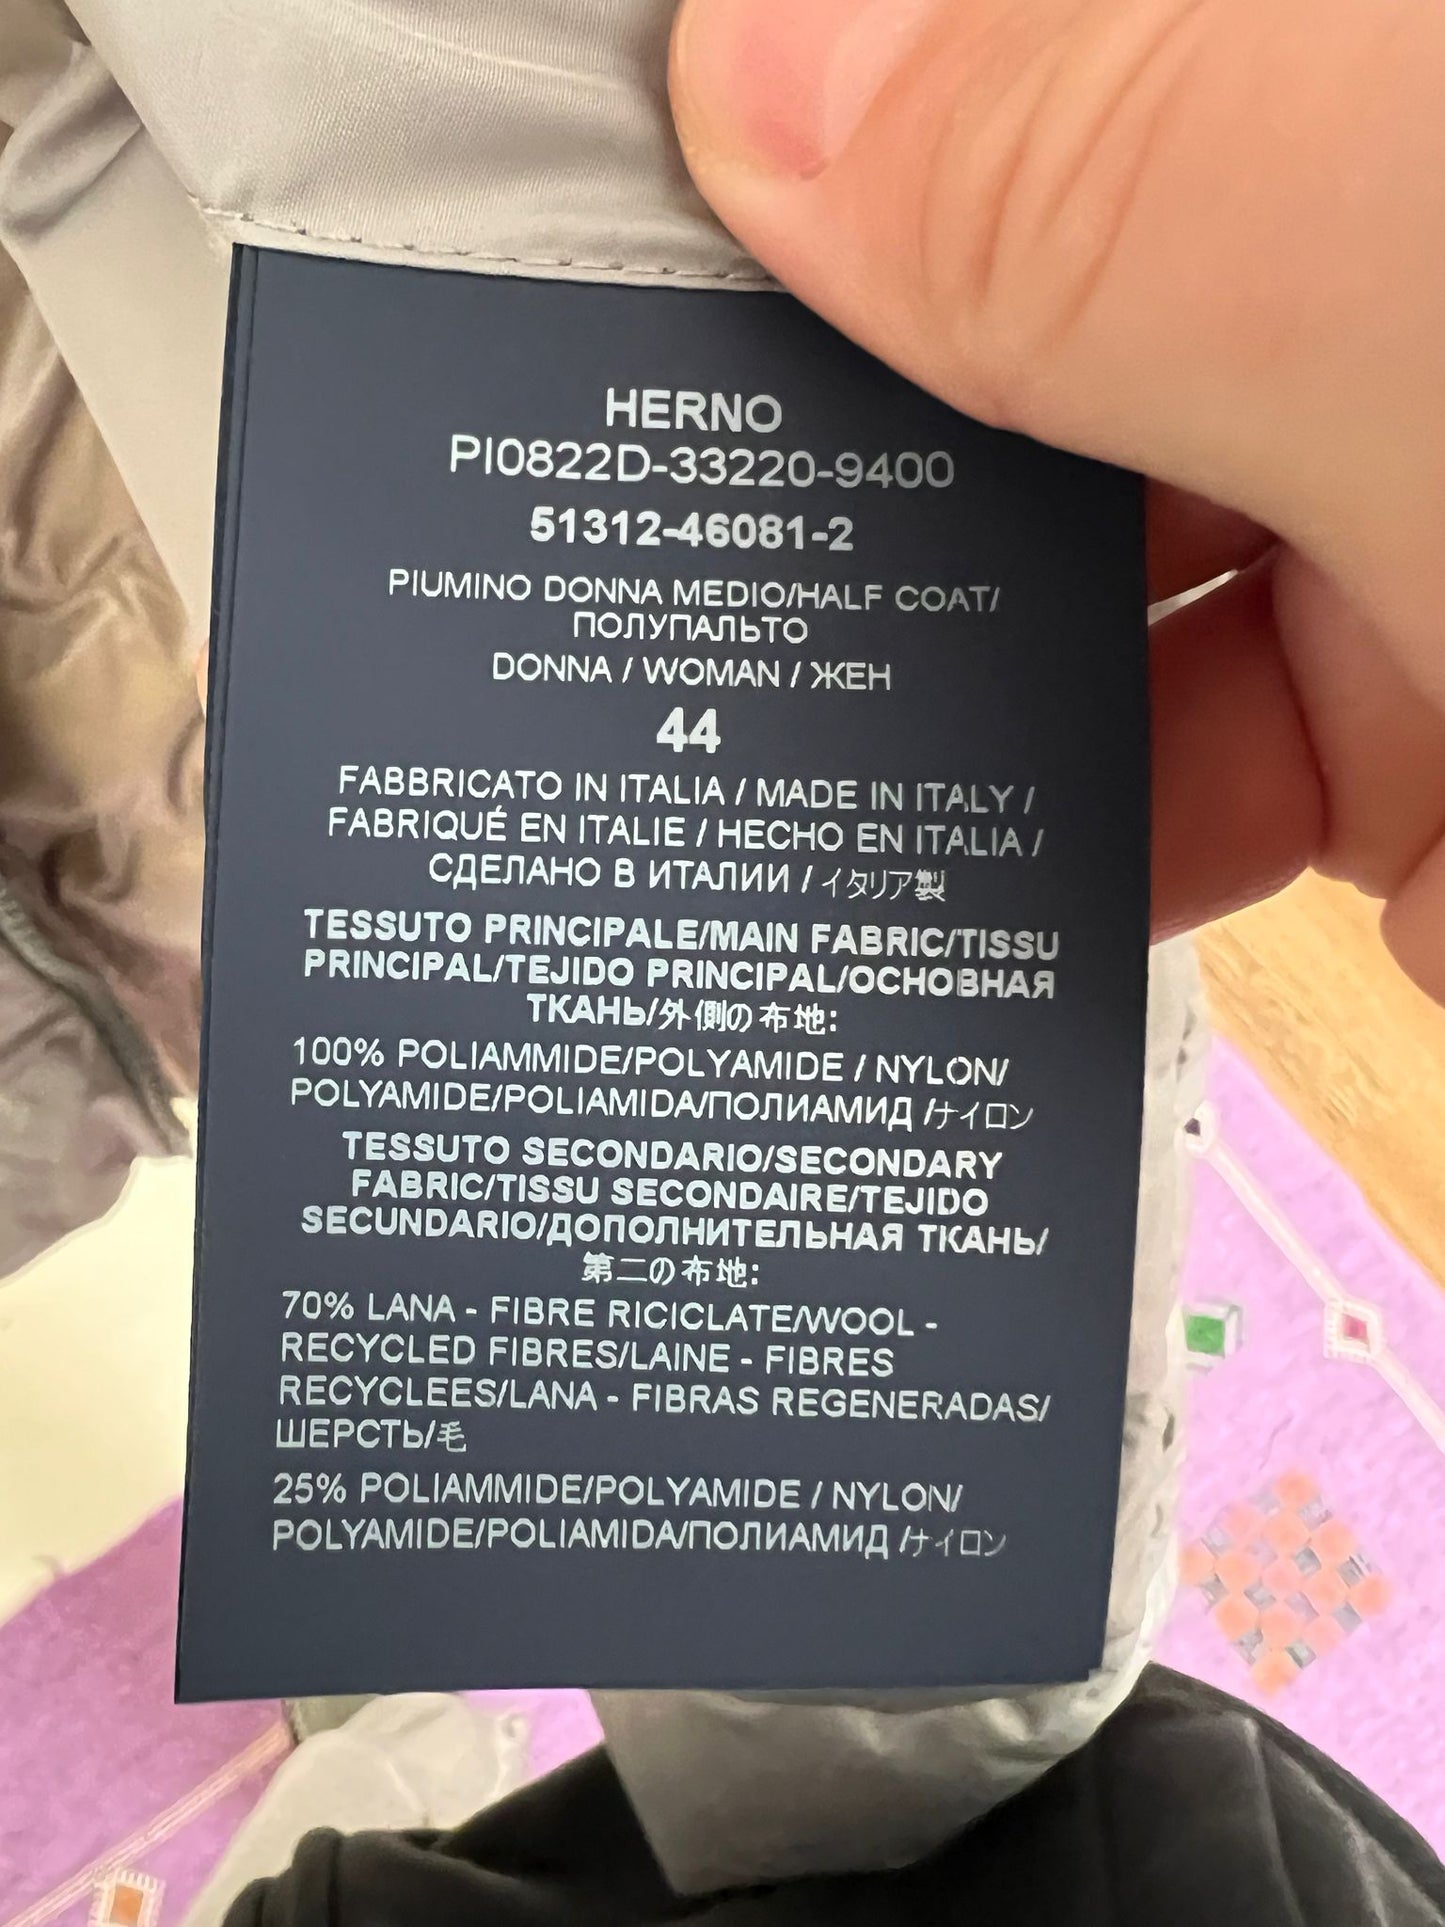 HERNO
PI0822D-33220-9400
51312-46081-2
PIUMINO DONNA MEDIO/HALF COAT/
ПОЛУПАЛЬТО
DONNA / WOMAN / ЖЕН
44
FABBRICATO IN ITALIA / MADE IN ITALY /
FABRIQUÉ EN ITALIE / HECHO EN ITALIA /
СДЕЛАНО В ИТАЛИИ / イタリア製
TESSUTO PRINCIPALE/MAIN FABRIC/TISSU
PRINCIPAL/TEJIDO PRINCIPAL/ОСНОВНАЯ
ТКАНЬ/外側の布地:
100% POLIAMMIDE/POLYAMIDE / NYLON/
POLYAMIDE/POLIAMIDA/ПОЛИАМИД /ナイロン
TESSUTO SECONDARIO/SECONDARY
FABRIC/TISSU SECONDAIRE/TEJIDO
SECUNDARIO/ДОПОЛНИТЕЛЬНАЯ ТКАНЬ/
第二の布地:
70% LANA - FIBRE RICICLATE/WOOL -
RECYCLED FIBRES/LAINE - FIBRES
RECYCLEES/LANA - FIBRAS REGENERADAS/
ШЕРСТЬ/毛
25% POLIAMMIDE/POLYAMIDE / NYLON/
POLYAMIDE/POLIAMIDA/ПОЛИАМИД /ナイロン